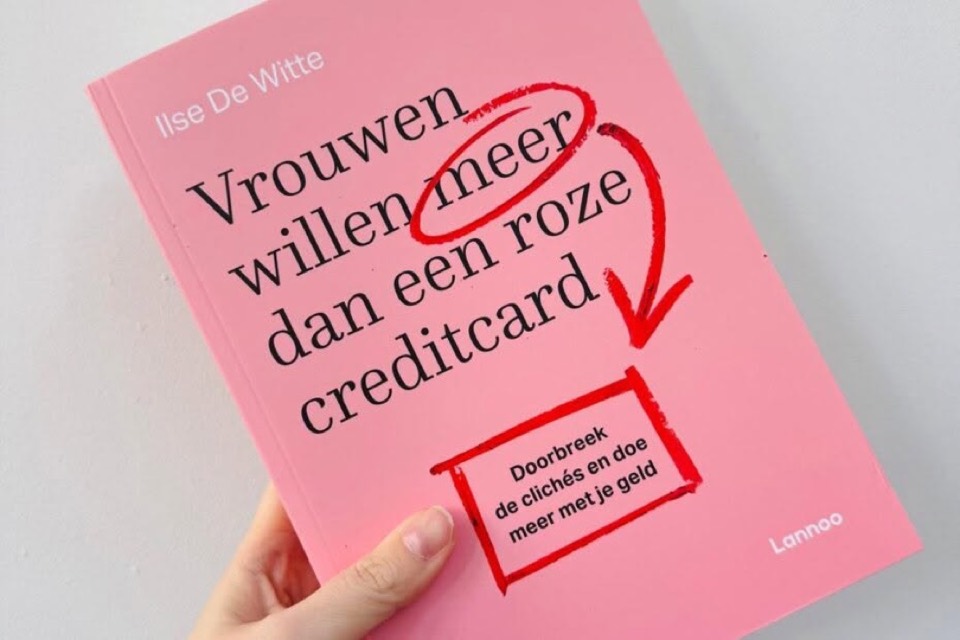 Ilse De Witte
Vrouwen
willen meer
dan een roze
creditcard
Doorbreek
de clichés en doe
meer met je geld
Lannoo